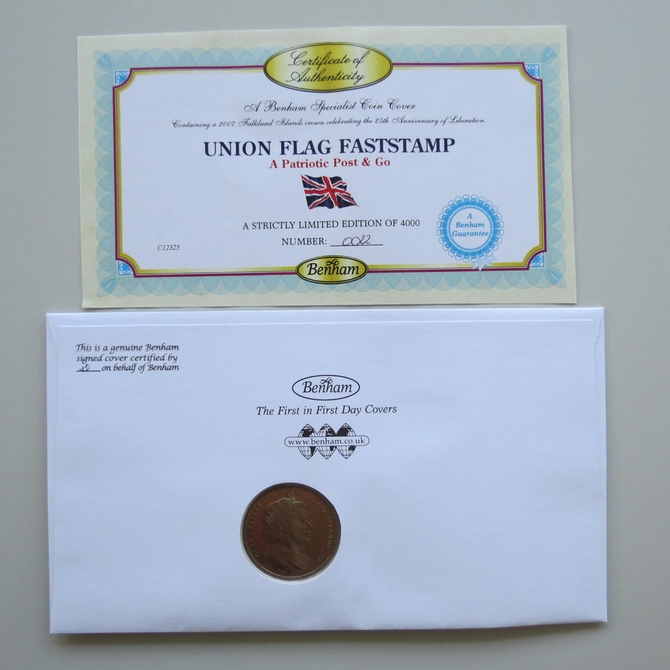 Certificate of
Authenticity
A Benham Specialist Coin Cover
Containing a 2007 Falkland Islands crown celebrating the 25th Anniversary of Liberation.
UNION FLAG FASTSTAMP
A Patriotic Post & Go
A STRICTLY LIMITED EDITION OF 4000
NUMBER: 0022
A
Benham
Guarantee
C12323
Benham
This is a genuine Benham
signed cover certified by
on behalf of Benham
Benham
The First in First Day Covers
www.benham.co.uk